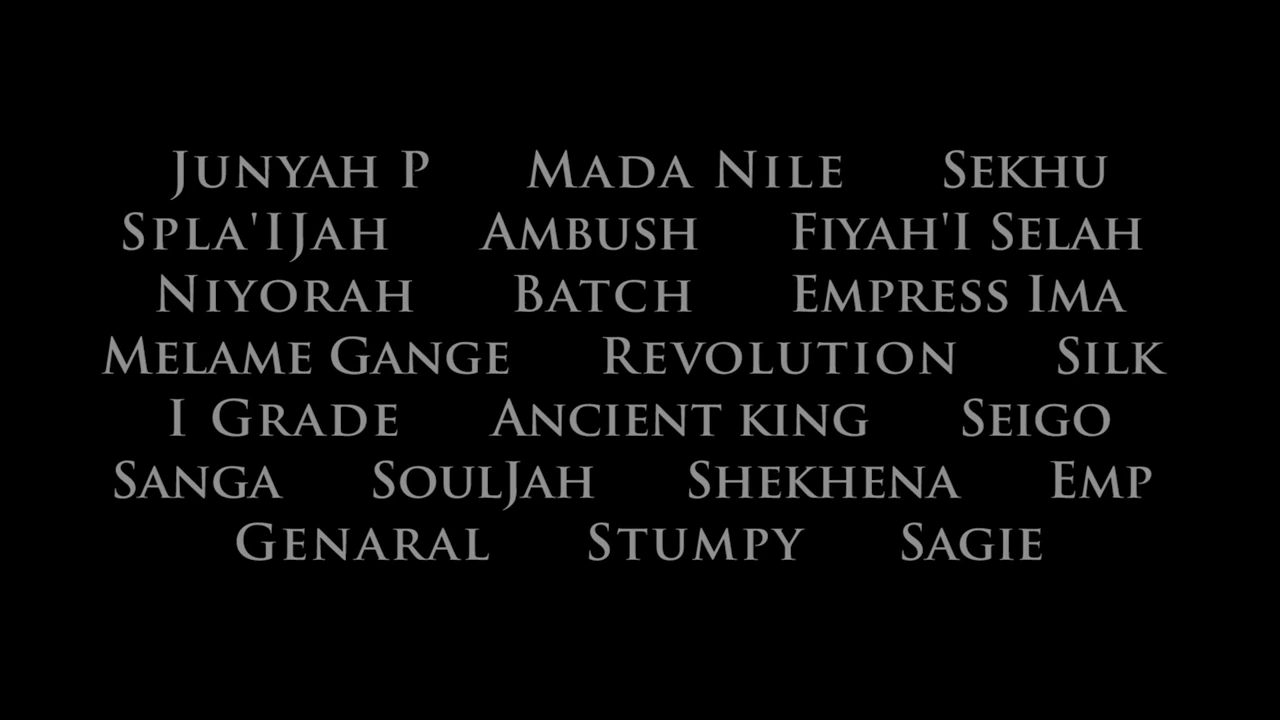 Junyah P Mada Nile Sekhu
Spla'IJah Ambush Fiyah'I Selah
Niyorah Batch Empress Ima
Melame Gange Revolution Silk
I Grade Ancient king Seigo
Sanga SoulJah Shekhena Emp
Genaral Stumpy Sagie